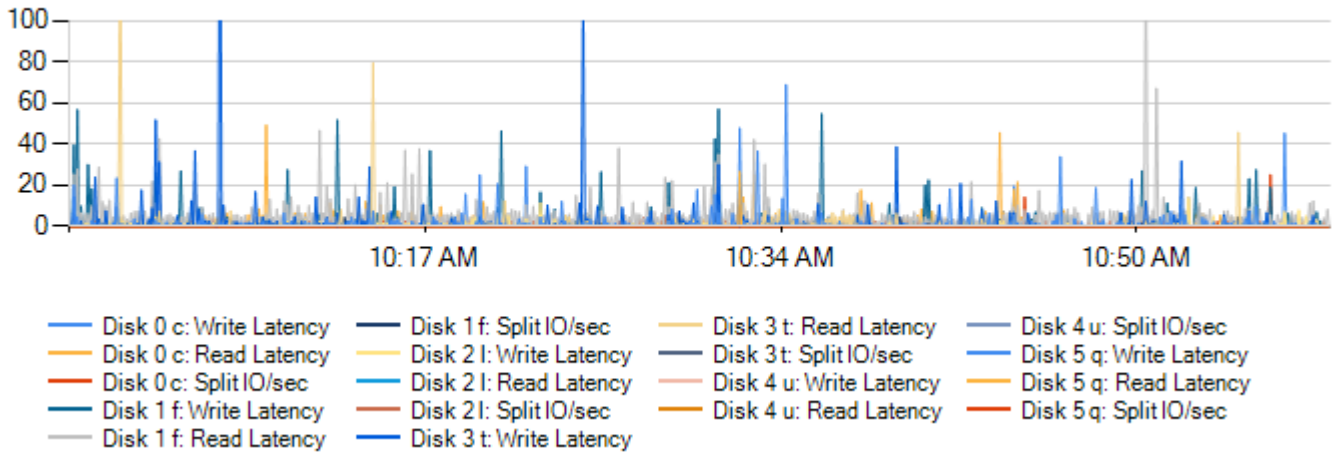 100
80
60
40
20
0
10:17 AM 10:34 AM 10:50 AM
Disk 0 c: Write Latency Disk 1 f: Split IO/sec Disk 3 t: Read Latency Disk 4 u: Split IO/sec
Disk 0 c: Read Latency Disk 2 l: Write Latency Disk 3 t: Split IO/sec Disk 5 q: Write Latency
Disk 0 c: Split IO/sec Disk 2 l: Read Latency Disk 4 u: Write Latency Disk 5 q: Read Latency
Disk 1 f: Write Latency Disk 2 l: Split IO/sec Disk 4 u: Read Latency Disk 5 q: Split IO/sec
Disk 1 f: Read Latency Disk 3 t: Write Latency